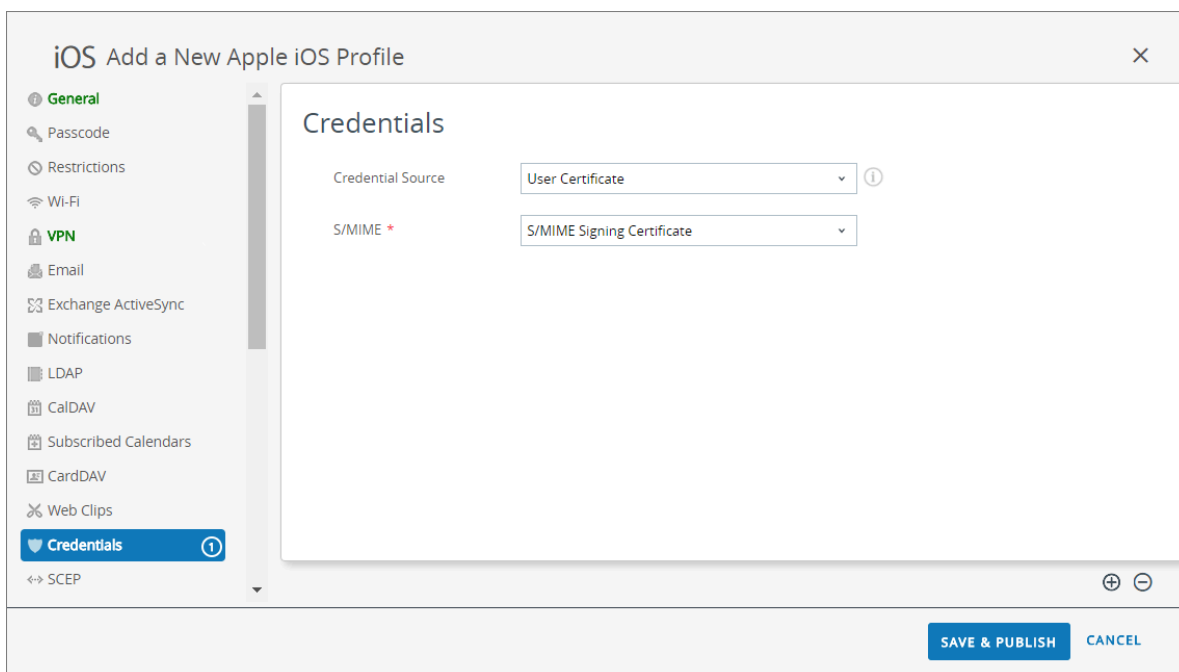 iOS Add a New Apple iOS Profile
General
Passcode
Restrictions
Wi-Fi
VPN
Email
Exchange ActiveSync
Notifications
LDAP
CalDAV
Subscribed Calendars
CardDAV
Web Clips
Credentials 1
SCEP
Credentials
Credential Source User Certificate
S/MIME * S/MIME Signing Certificate
SAVE & PUBLISH CANCEL